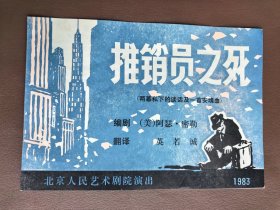 推销员之死
(两幕私下的谈话及一首安魂曲)
编剧 (美)阿瑟·密勒
翻译 英若诚
北京人民艺术剧院演出
1983